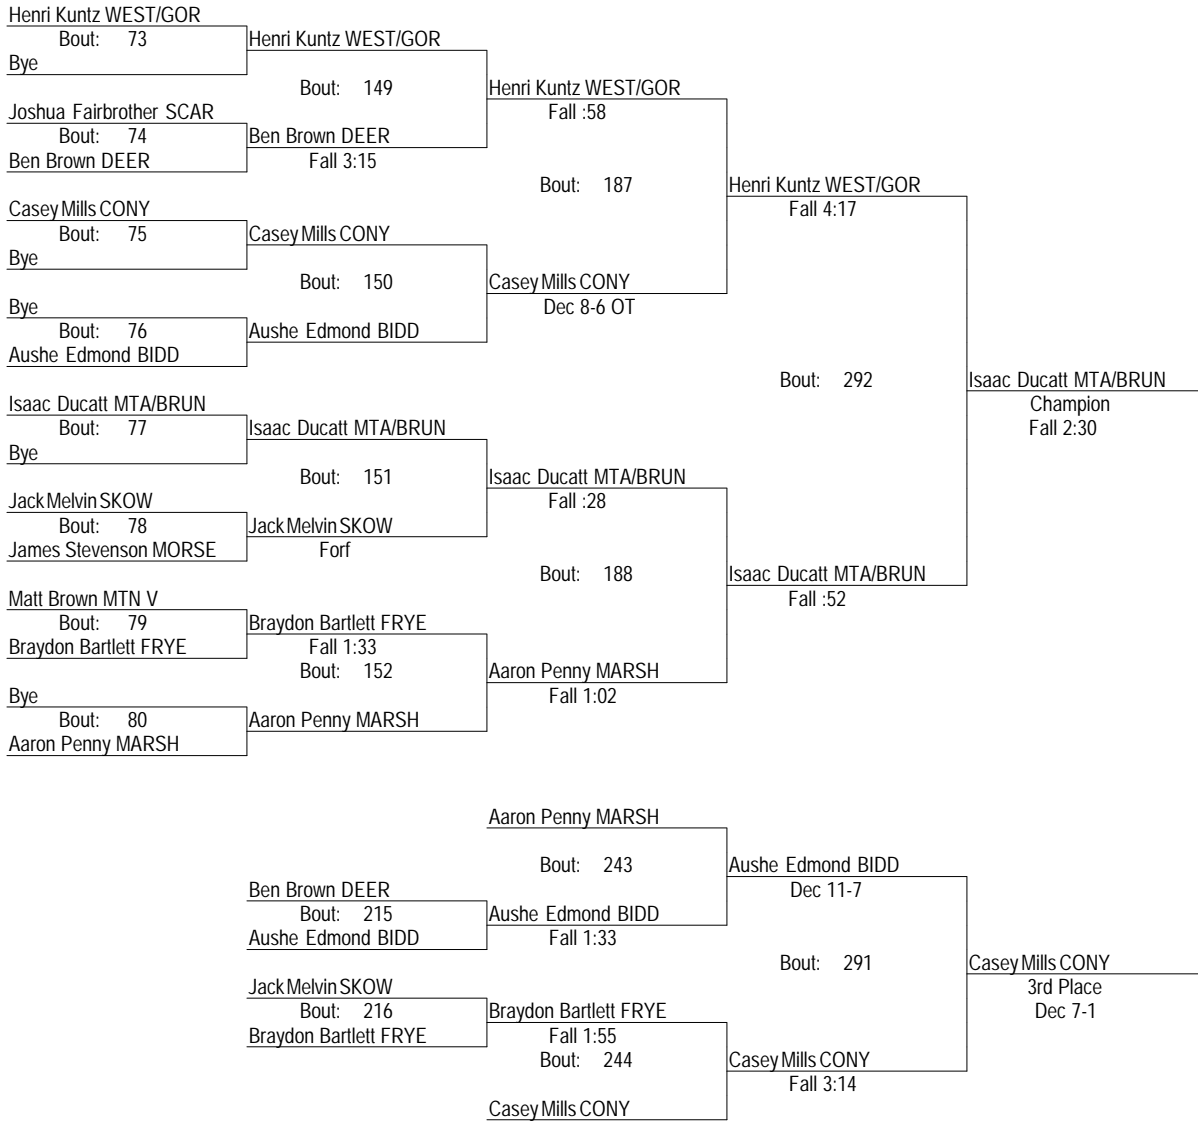 Henri Kuntz WEST/GOR
Bout: 73
Henri Kuntz WEST/GOR
Bye
Bout: 149
Henri Kuntz WEST/GOR
Joshua Fairbrother SCAR
Fall :58
Bout: 74
Ben Brown DEER
Ben Brown DEER
Fall 3:15
Bout: 187
Henri Kuntz WEST/GOR
Casey Mills CONY
Fall 4:17
Bout: 75
Casey Mills CONY
Bye
Bout: 150
Casey Mills CONY
Bye
Dec 8-6 OT
Bout: 76
Aushe Edmond BIDD
Aushe Edmond BIDD
Bout: 292
Isaac Ducatt MTA/BRUN
Isaac Ducatt MTA/BRUN
Champion
Bout: 77
Isaac Ducatt MTA/BRUN
Fall 2:30
Bye
Bout: 151
Isaac Ducatt MTA/BRUN
Jack Melvin SKOW
Fall :28
Bout: 78
Jack Melvin SKOW
James Stevenson MORSE
Forf
Bout: 188
Isaac Ducatt MTA/BRUN
Matt Brown MTN V
Fall :52
Bout: 79
Braydon Bartlett FRYE
Braydon Bartlett FRYE
Fall 1:33
Bout: 152
Aaron Penny MARSH
Bye
Fall 1:02
Bout: 80
Aaron Penny MARSH
Aaron Penny MARSH
Aaron Penny MARSH
Bout: 243
Aushe Edmond BIDD
Ben Brown DEER
Dec 11-7
Bout: 215
Aushe Edmond BIDD
Aushe Edmond BIDD
Fall 1:33
Bout: 291
Casey Mills CONY
Jack Melvin SKOW
3rd Place
Bout: 216
Braydon Bartlett FRYE
Dec 7-1
Braydon Bartlett FRYE
Fall 1:55
Bout: 244
Casey Mills CONY
Fall 3:14
Casey Mills CONY